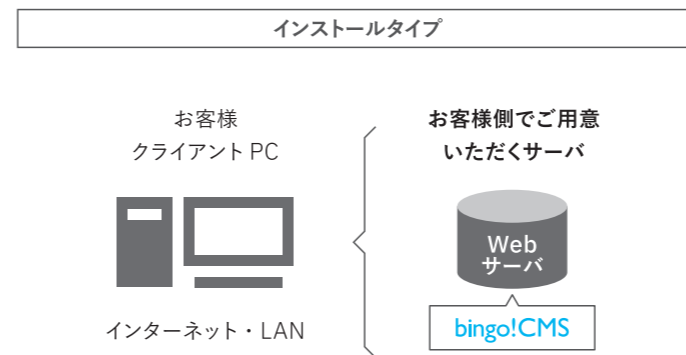 インストールタイプ
お客様
クライアント PC
インターネット・LAN
お客様側でご用意
いただくサーバ
Web
サーバ
bingo!CMS